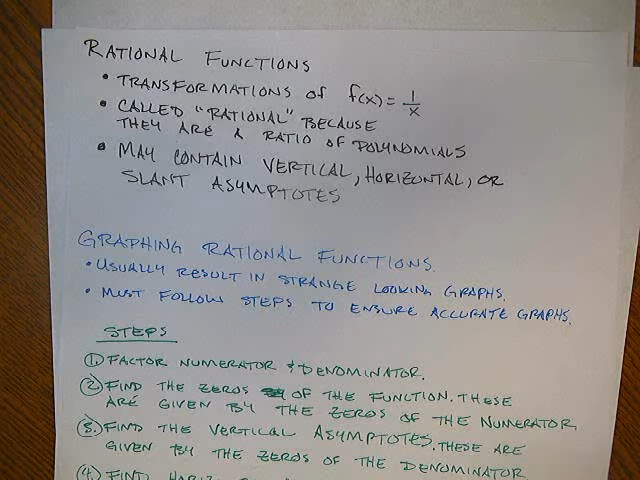 RATIONAL FUNCTIONS
• TRANSFORMATIONS OF f(x) = 1/x
• CALLED "RATIONAL" BECAUSE
THEY ARE A RATIO OF POLYNOMIALS
• MAY CONTAIN VERTICAL, HORIZONTAL, OR
SLANT ASYMPTOTES
GRAPHING RATIONAL FUNCTIONS.
• USUALLY RESULT IN STRANGE LOOKING GRAPHS.
• MUST FOLLOW STEPS TO ENSURE ACCURATE GRAPHS.
STEPS
1. FACTOR NUMERATOR & DENOMINATOR.
2. FIND THE ZEROS OF THE FUNCTION. THESE
ARE GIVEN BY THE ZEROS OF THE NUMERATOR
3. FIND THE VERTICAL ASYMPTOTES. THESE ARE
GIVEN BY THE ZEROS OF THE DENOMINATOR
4. FIND